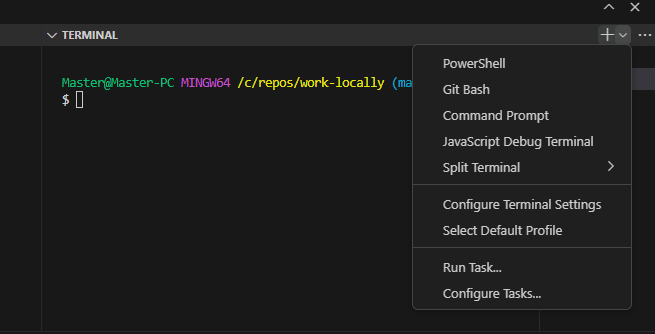 TERMINAL
Master@Master-PC MINGW64 /c/repos/work-locally (ma
$
PowerShell
Git Bash
Command Prompt
JavaScript Debug Terminal
Split Terminal
Configure Terminal Settings
Select Default Profile
Run Task...
Configure Tasks...